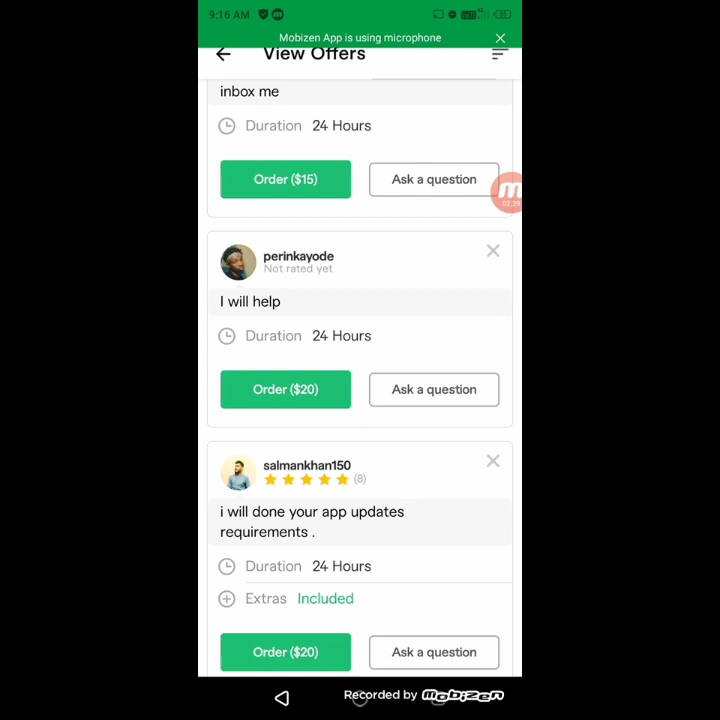 9:16 AM
Mobizen App is using microphone
View Offers
inbox me
Duration 24 Hours
Order ($15) Ask a question
02:39
perinkayode
Not rated yet
I will help
Duration 24 Hours
Order ($20) Ask a question
salmankhan150
(8)
i will done your app updates
requirements .
Duration 24 Hours
Extras Included
Order ($20) Ask a question
Recorded by mobizen